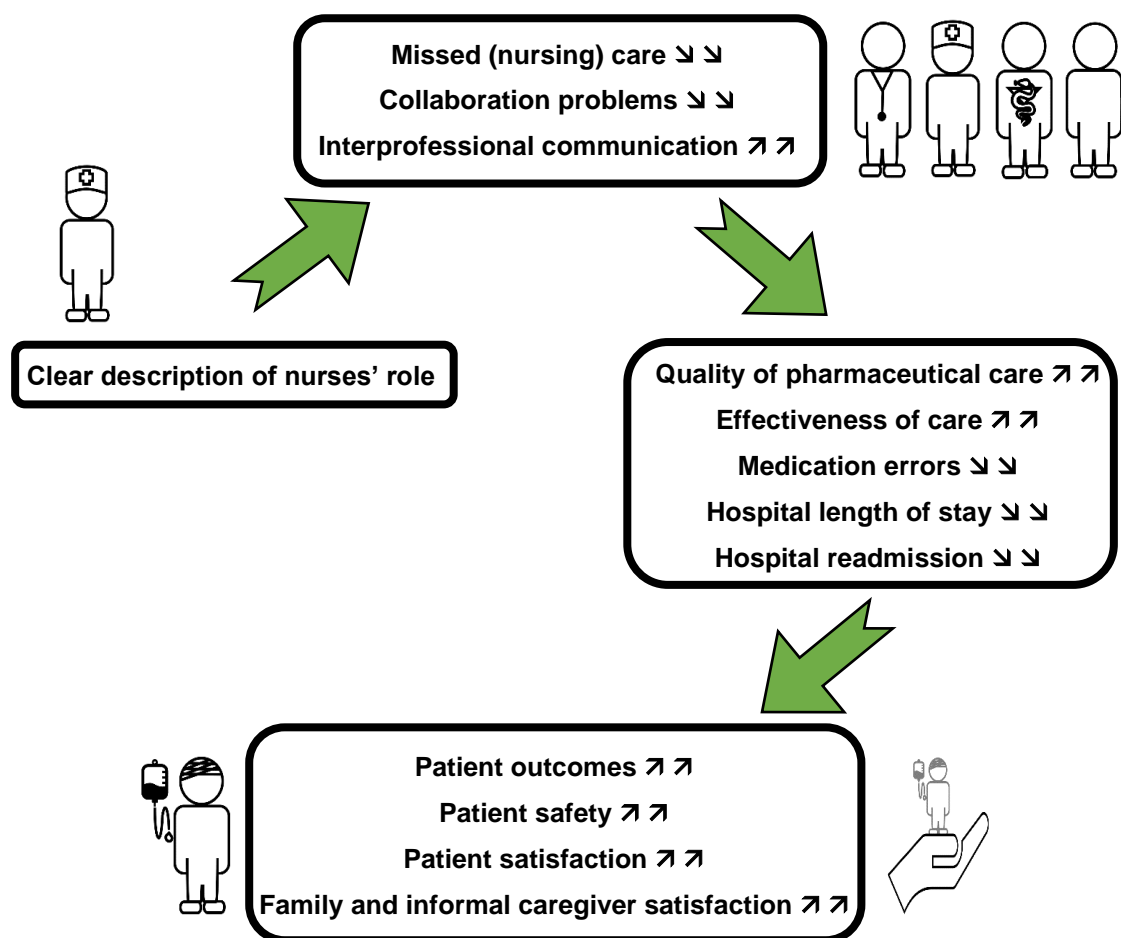 Missed (nursing) care ↘ ↘
Collaboration problems ↘ ↘
Interprofessional communication ↗ ↗
Clear description of nurses’ role
Quality of pharmaceutical care ↗ ↗
Effectiveness of care ↗ ↗
Medication errors ↘ ↘
Hospital length of stay ↘ ↘
Hospital readmission ↘ ↘
Patient outcomes ↗ ↗
Patient safety ↗ ↗
Patient satisfaction ↗ ↗
Family and informal caregiver satisfaction ↗ ↗